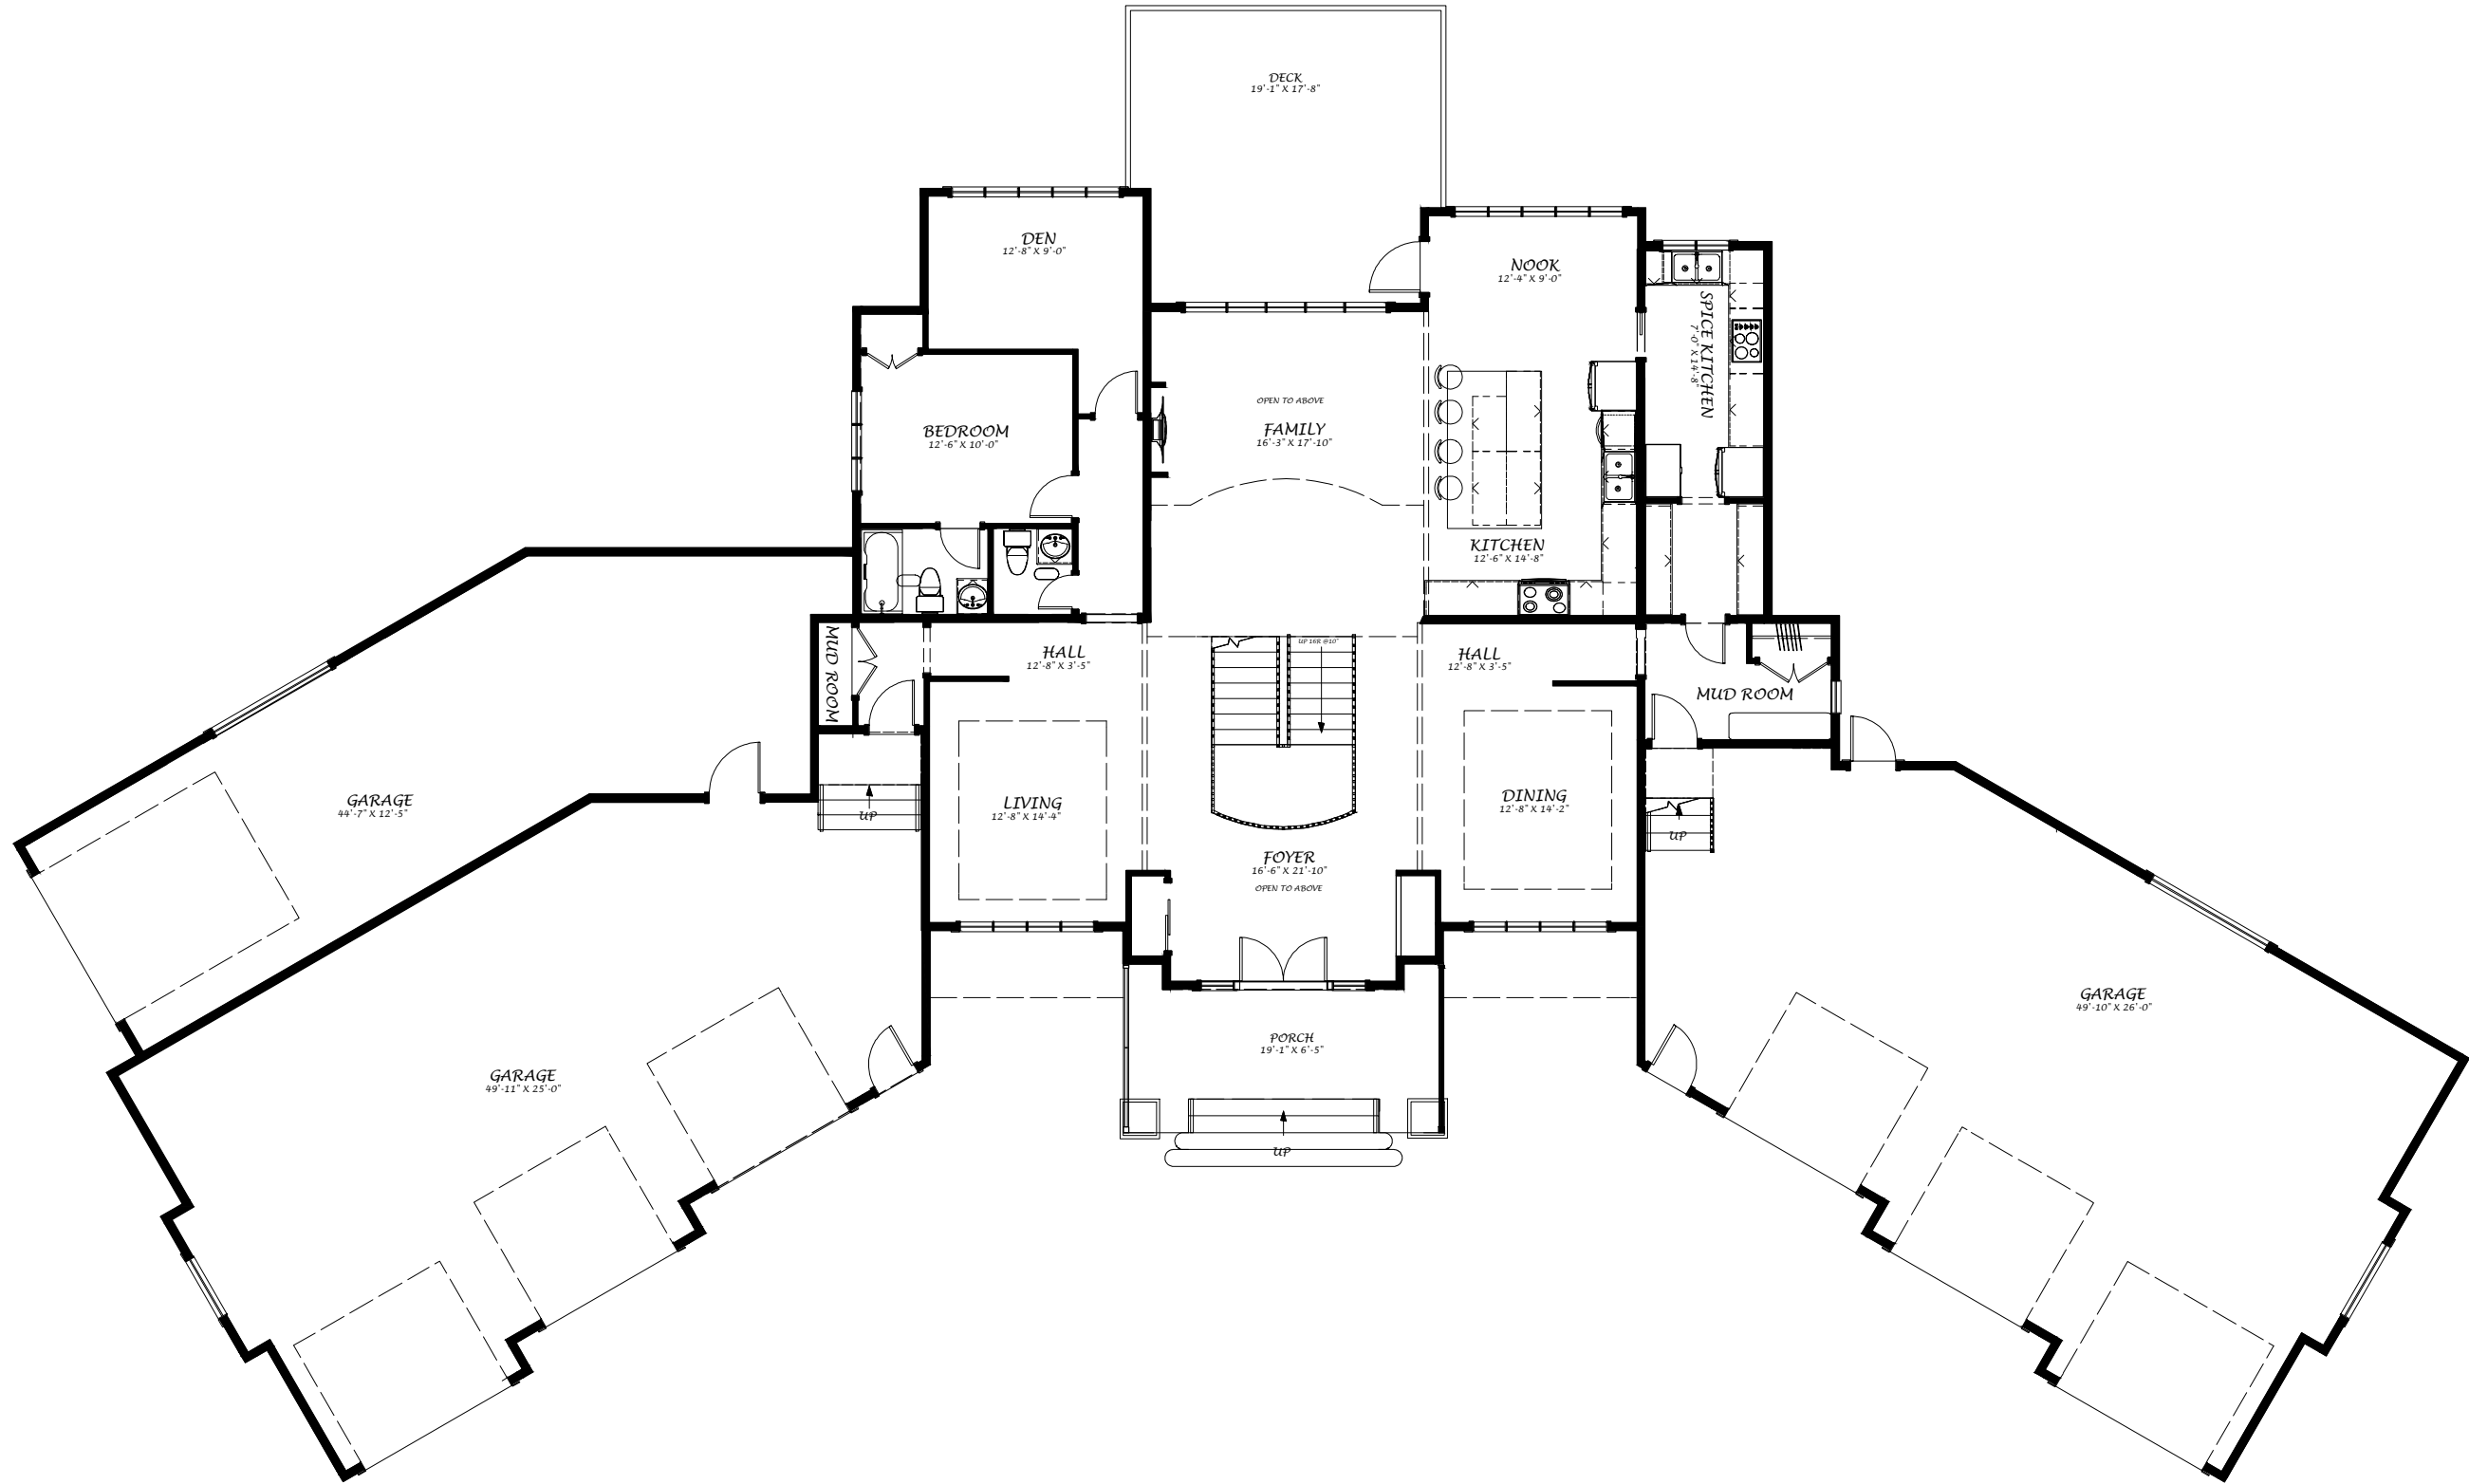 DECK
19'-1" X 17'-8"
DEN
12'-8" X 9'-0"
NOOK
12'-4" X 9'-0"
SPICE KITCHEN
7'-0" X 14'-8"
OPEN TO ABOVE
FAMILY
16'-3" X 17'-10"
BEDROOM
12'-6" X 10'-0"
KITCHEN
12'-6" X 14'-8"
MUD ROOM
HALL
12'-8" X 3'-5"
UP 16R @10"
HALL
12'-8" X 3'-5"
MUD ROOM
GARAGE
44'-7" X 12'-5"
UP
LIVING
12'-8" X 14'-4"
DINING
12'-8" X 14'-2"
UP
FOYER
16'-6" X 21'-10"
OPEN TO ABOVE
GARAGE
49'-10" X 26'-0"
PORCH
19'-1" X 6'-5"
GARAGE
49'-11" X 25'-0"
UP